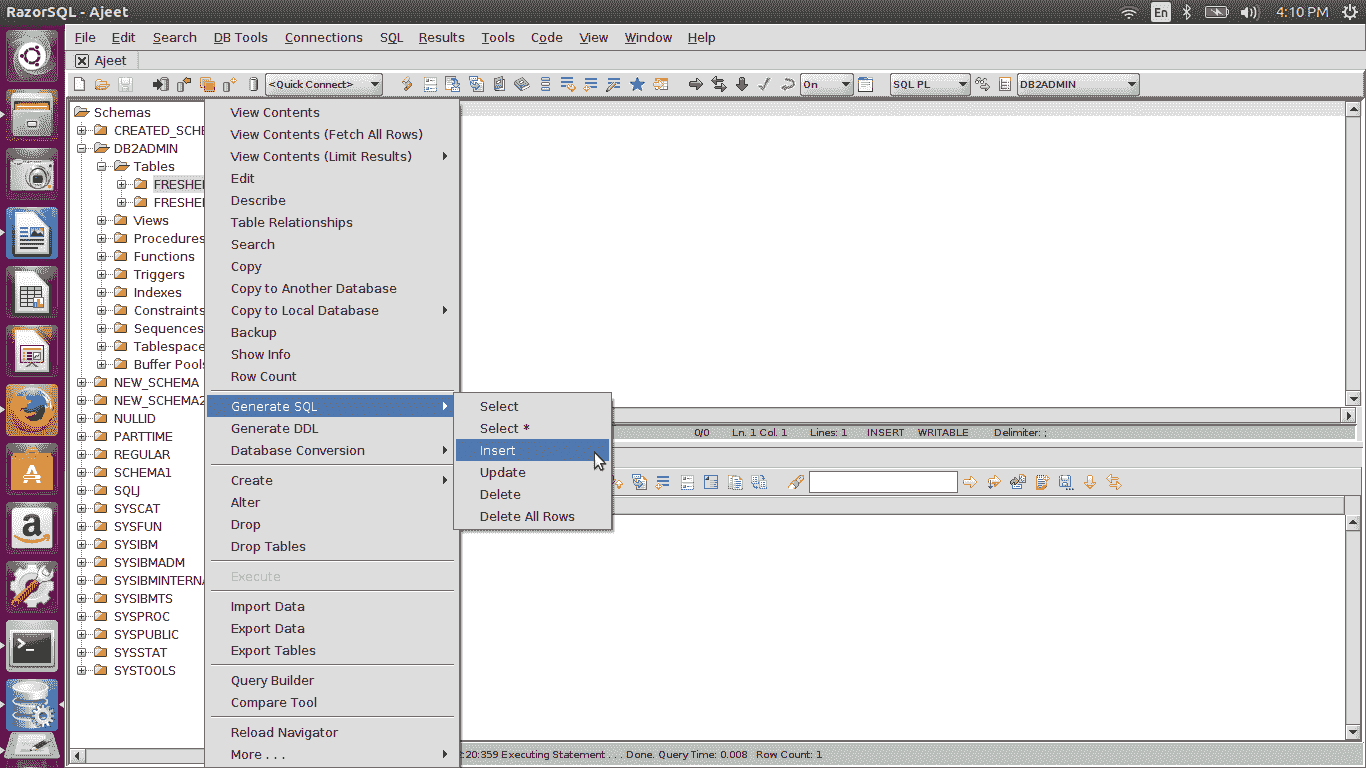 RazorSQL - Ajeet
En
4:10 PM
File Edit Search DB Tools Connections SQL Results Tools Code View Window Help
Ajeet
<Quick Connect>
On
SQL PL
DB2ADMIN
Schemas
CREATED_SCHE
DB2ADMIN
Tables
FRESHE
FRESHE
Views
Procedures
Functions
Triggers
Indexes
Constraints
Sequences
Tablespace
Buffer Pools
NEW_SCHEMA
NEW_SCHEMA2
NULLID
PARTTIME
REGULAR
SCHEMA1
SQLJ
SYSCAT
SYSFUN
SYSIBM
SYSIBMADM
SYSIBMINTERNA
SYSIBMTS
SYSPROC
SYSPUBLIC
SYSSTAT
SYSTOOLS
View Contents
View Contents (Fetch All Rows)
View Contents (Limit Results)
Edit
Describe
Table Relationships
Search
Copy
Copy to Another Database
Copy to Local Database
Backup
Show Info
Row Count
Generate SQL
Generate DDL
Database Conversion
Create
Alter
Drop
Drop Tables
Execute
Import Data
Export Data
Export Tables
Query Builder
Compare Tool
Reload Navigator
More . . .
Select
Select *
Insert
Update
Delete
Delete All Rows
0/0 Ln. 1 Col. 1 Lines: 1 INSERT WRITABLE Delimiter: ;
:20:359 Executing Statement . . . Done. Query Time: 0.008 Row Count: 1